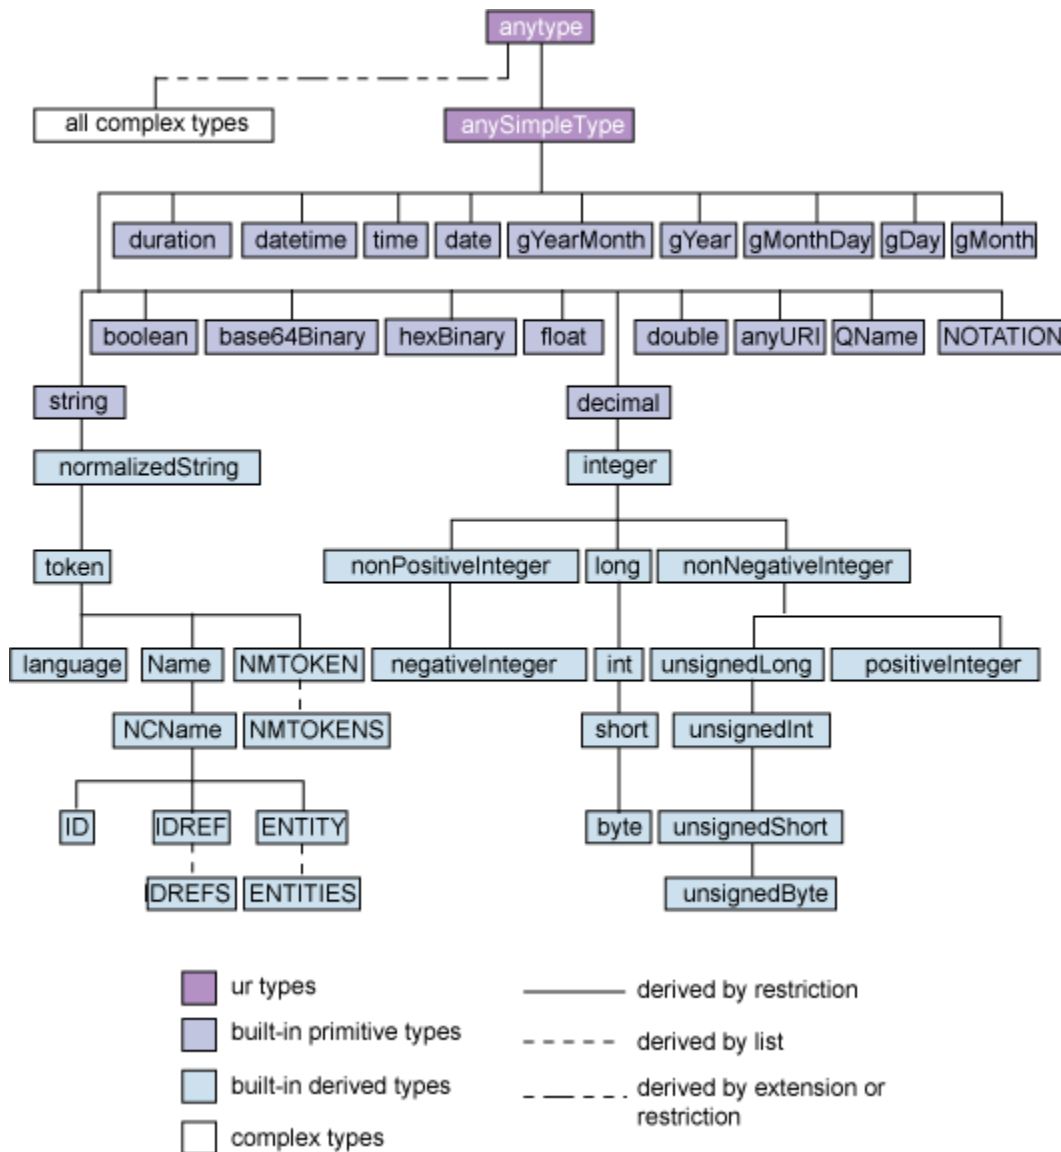 anytype
all complex types
anySimpleType
duration
datetime
time
date
gYearMonth
gYear
gMonthDay
gDay
gMonth
boolean
base64Binary
hexBinary
float
double
anyURI
QName
NOTATION
string
decimal
normalizedString
integer
token
nonPositiveInteger
long
nonNegativeInteger
language
Name
NMTOKEN
negativeInteger
int
unsignedLong
positiveInteger
NCName
NMTOKENS
short
unsignedInt
ID
IDREF
ENTITY
byte
unsignedShort
IDREFS
ENTITIES
unsignedByte
ur types
derived by restriction
built-in primitive types
derived by list
built-in derived types
derived by extension or
restriction
complex types